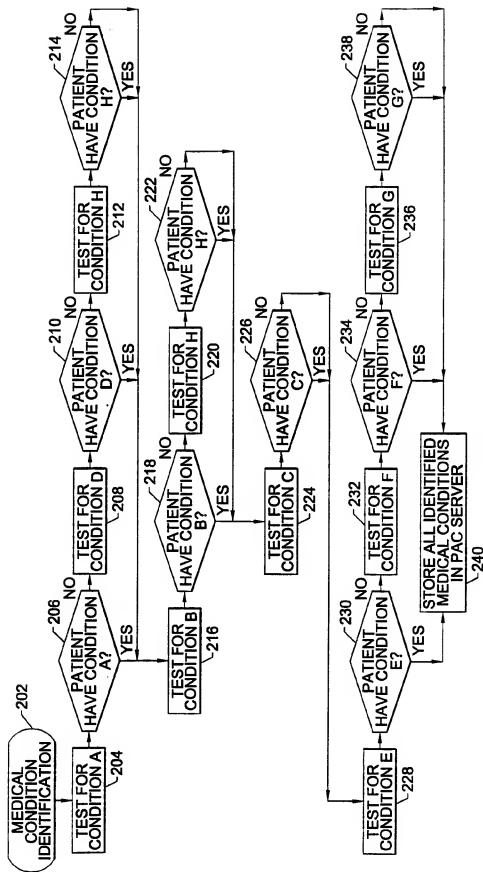 MEDICAL
CONDITION
IDENTIFICATION
202
TEST FOR
CONDITION A
204
PATIENT
HAVE CONDITION
A?
206
NO
YES
TEST FOR
CONDITION D
208
PATIENT
HAVE CONDITION
D?
210
NO
YES
TEST FOR
CONDITION H
212
PATIENT
HAVE CONDITION
H?
214
NO
YES
TEST FOR
CONDITION B
216
PATIENT
HAVE CONDITION
B?
218
NO
YES
TEST FOR
CONDITION H
220
PATIENT
HAVE CONDITION
H?
222
NO
YES
TEST FOR
CONDITION C
224
PATIENT
HAVE CONDITION
C?
226
NO
YES
TEST FOR
CONDITION E
228
PATIENT
HAVE CONDITION
E?
230
NO
YES
TEST FOR
CONDITION F
232
PATIENT
HAVE CONDITION
F?
234
NO
YES
TEST FOR
CONDITION G
236
PATIENT
HAVE CONDITION
G?
238
NO
YES
STORE ALL IDENTIFIED
MEDICAL CONDITIONS
IN PAC SERVER
240